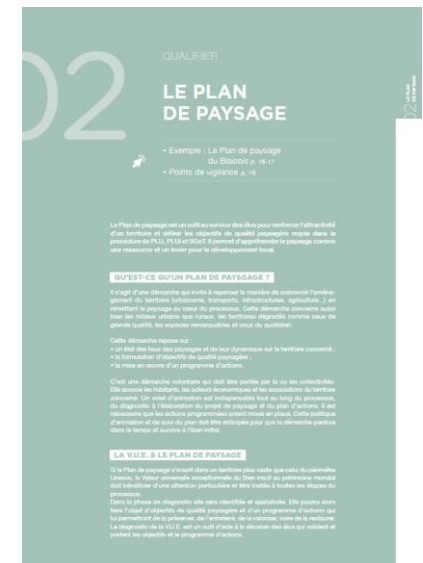 02
QUALIFIER
LE PLAN
DE PAYSAGE
• Exemple : Le Plan de paysage
du Blaisois p. 16-17
• Points de vigilance p. 18
LE PLAN
DE PAYSAGE
02
Le Plan de paysage est un outil au service des élus pour renforcer l'attractivité
d'un territoire et définir les objectifs de qualité paysagère requis dans la
procédure de PLU, PLUi et SCoT. Il permet d'appréhender le paysage comme
une ressource et un levier pour le développement local.
QU'EST-CE QU'UN PLAN DE PAYSGAGE ?
Il s'agit d'une démarche qui invite à repenser la manière de concevoir l'aména-
gement du territoire (urbanisme, transports, infrastructures, agriculture...) en
remettant le paysage au cœur du processus. Cette démarche concerne aussi
bien les milieux urbains que ruraux, les territoires dégradés comme ceux de
grande qualité, les espaces remarquables et ceux du quotidien.
Cette démarche repose sur :
• un état des lieux des paysages et de leur dynamique sur le territoire concerné ;
• la formulation d'objectifs de qualité paysagère ;
• la mise en œuvre d'un programme d'actions.
C'est une démarche volontaire qui doit être portée par la ou les collectivités.
Elle associe les habitants, les acteurs économiques et les associations du territoire
concerné. Un volet d'animation est indispensable tout au long du processus,
du diagnostic à l'élaboration du projet de paysage et du plan d'actions. Il est
nécessaire que les actions programmées soient mises en place. Cette politique
d'animation et de suivi du plan doit être anticipée pour que la démarche perdure
dans le temps et survive à l'élan initial.
LA V.U.E. & LE PLAN DE PAYSAGE
Si le Plan de paysage s'inscrit dans un territoire plus vaste que celui du périmètre
Unesco, la Valeur universelle exceptionnelle du Bien inscrit au patrimoine mondial
doit bénéficier d'une attention particulière et être traitée à toutes les étapes du
processus.
Dans la phase de diagnostic elle sera identifiée et spatialisée. Elle pourra alors
faire l'objet d'objectifs de qualité paysagère et d'un programme d'actions qui
lui permettront de la préserver, de l'entretenir, de la valoriser, voire de la restaurer.
Le diagnostic de la V.U.E. est un outil d'aide à la décision des élus qui valident et
portent les objectifs et le programme d'actions.